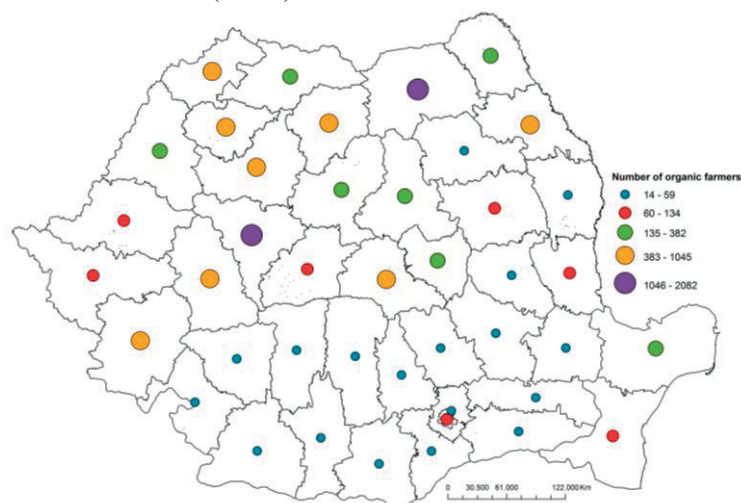 Number of organic farmers
14 - 59
60 - 134
135 - 382
383 - 1045
1046 - 2082
0 30.500 61.000 122.000 Km